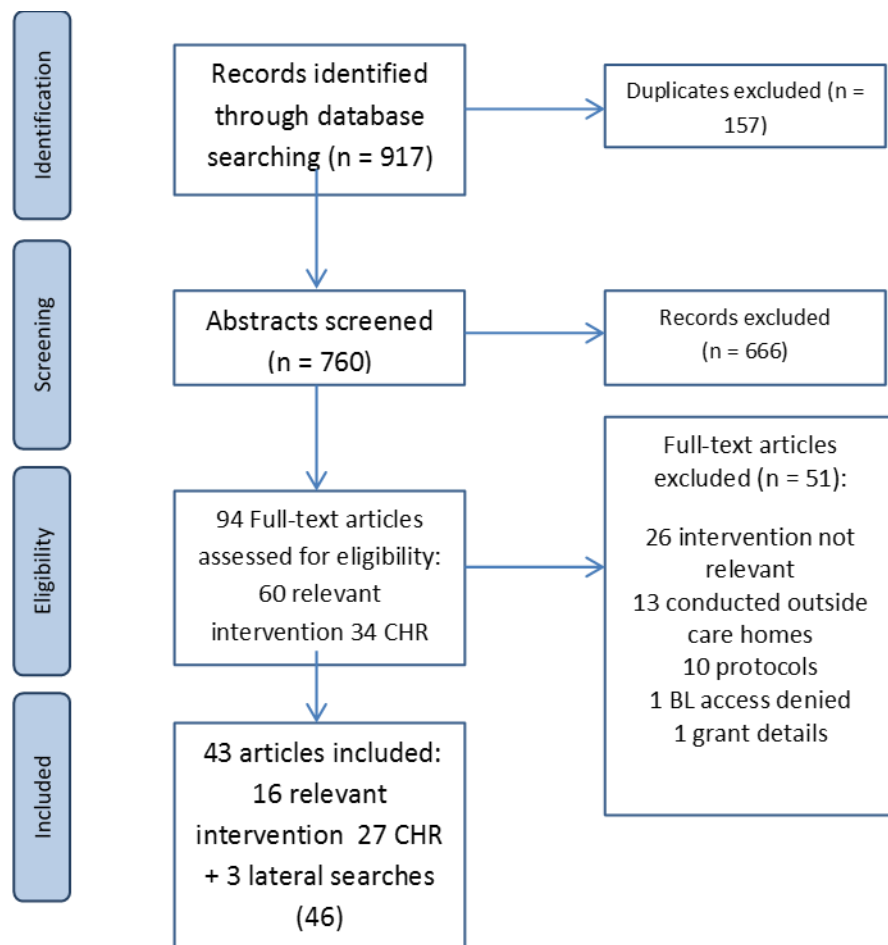 Identification
Records identified
through database
searching (n = 917)
Duplicates excluded (n =
157)
Screening
Abstracts screened
(n = 760)
Records excluded
(n = 666)
Eligibility
94 Full-text articles
assessed for eligibility:
60 relevant
intervention 34 CHR
Full-text articles
excluded (n = 51):
26 intervention not
relevant
13 conducted outside
care homes
10 protocols
1 BL access denied
1 grant details
Included
43 articles included:
16 relevant
intervention 27 CHR
+ 3 lateral searches
(46)